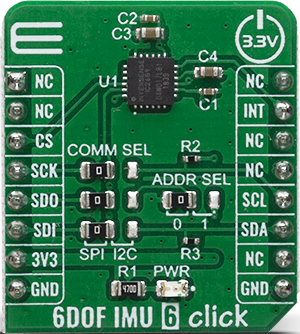 C2
C3
3.3V
C4
U1
C1
NC
NC
NC
INT
CS
COMM SEL
R2
NC
SCK
ADDR SEL
NC
SDO
SCL
SDI
0 1
SDA
SPI I2C
R3
3V3
R1
PWR
NC
GND
4700
GND
6DOF IMU 6 click